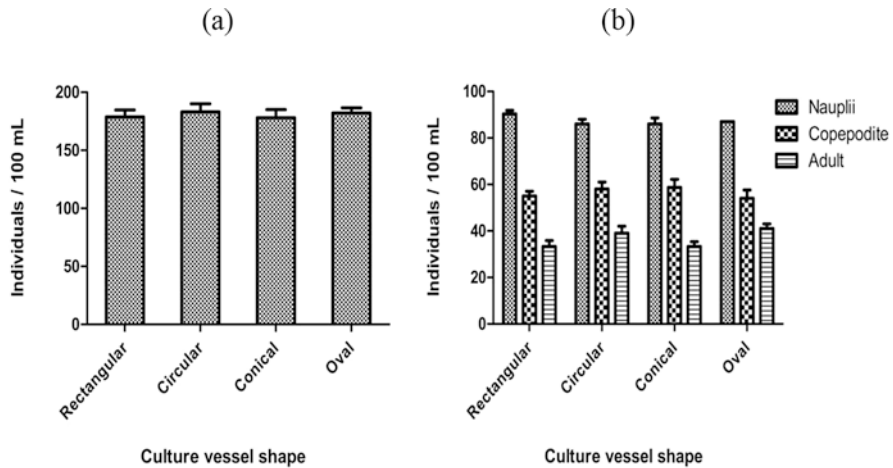 (a)
(b)
Individuals / 100 mL
200
150
100
50
0
Rectangular
Circular
Conical
Oval
Culture vessel shape
Individuals / 100 mL
100
80
60
40
20
0
Rectangular
Circular
Conical
Oval
Culture vessel shape
Nauplii
Copepodite
Adult